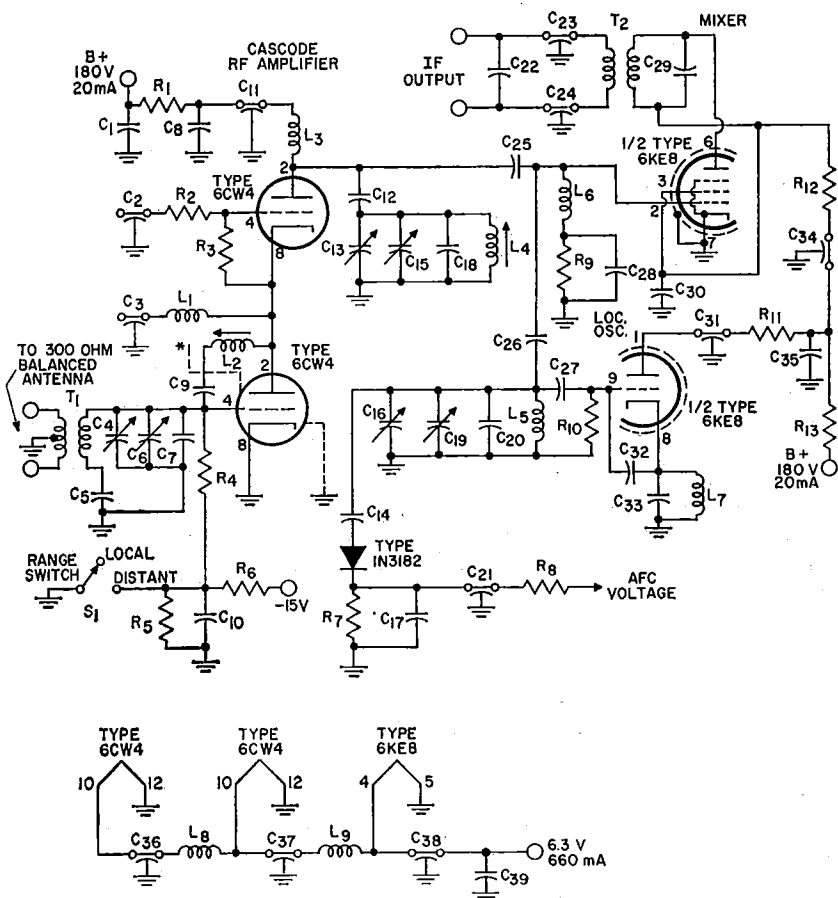 B+
180V
20mA
R1
C11
C1
C8
CASCODE
RF AMPLIFIER
L3
C23
T2
MIXER
IF
OUTPUT
C22
C24
C29
C2
R2
TYPE
6CW4
2
4
8
R3
C25
C12
C13
C15
C18
L4
L6
R9
C28
1/2 TYPE
6KE8
6
3
2
7
C30
R12
C34
C3
L1
*
L2
C9
TYPE
6CW4
2
4
8
C26
LOC.
OSC.
1
C31
R11
C35
TO 300 OHM
BALANCED
ANTENNA
T1
C4
C6
C7
C5
R4
C16
C19
C20
L5
C27
R10
9
8
1/2 TYPE
6KE8
C32
C33
L7
R13
B+
180V
20mA
C14
TYPE
IN3182
RANGE
SWITCH
LOCAL
DISTANT
S1
R6
-15V
R5
C10
R7
C17
C21
R8
AFC
VOLTAGE
TYPE
6CW4
10
12
TYPE
6CW4
10
12
TYPE
6KE8
4
5
C36
L8
C37
L9
C38
C39
6.3 V
660 mA